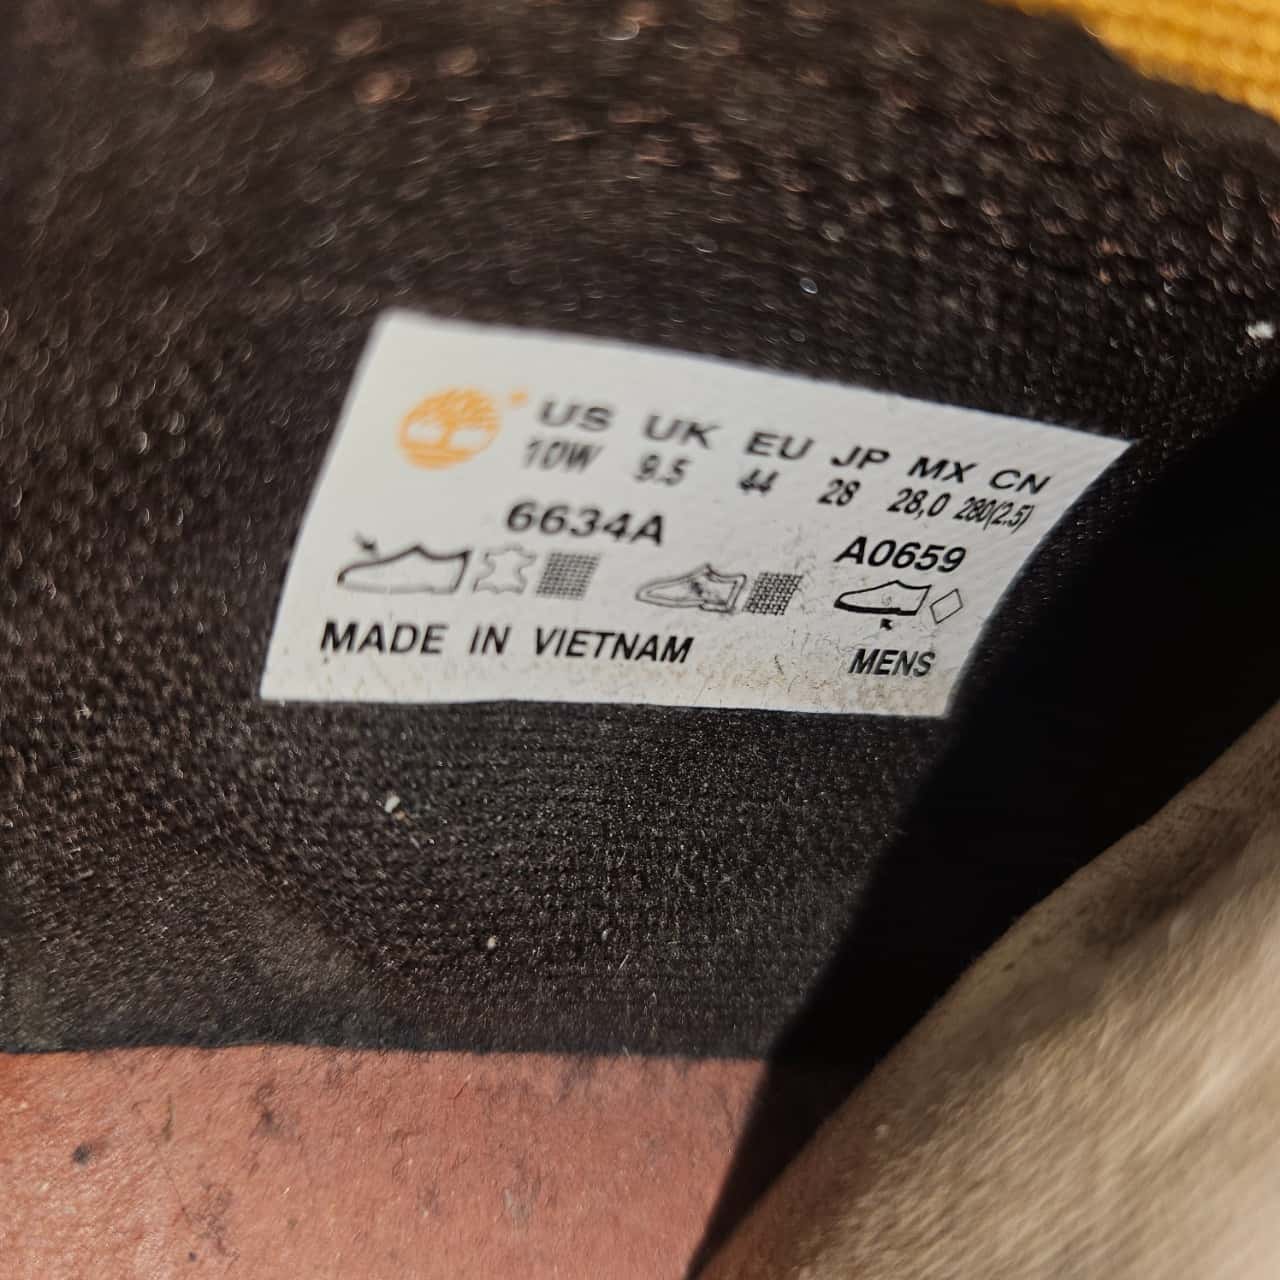 US UK EU JP MX CN
10W 9.5 44 28 28,0 280(2.5)
6634A A0659
MADE IN VIETNAM MENS